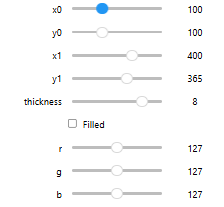 x0 100
y0 100
x1 400
y1 365
thickness 8
Filled
r 127
g 127
b 127